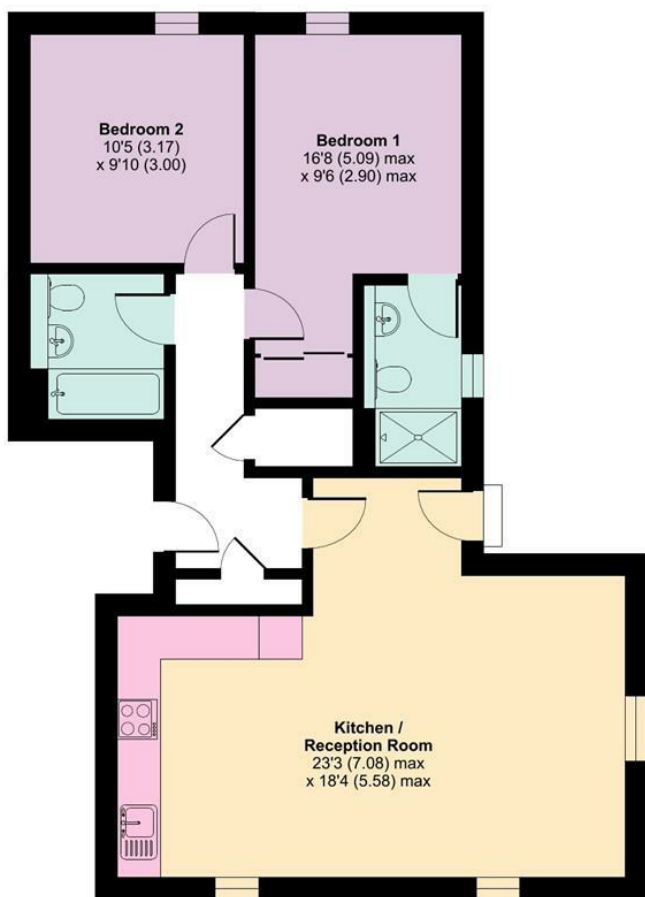 Bedroom 2
10'5 (3.17)
x 9'10 (3.00)
Bedroom 1
16'8 (5.09) max
x 9'6 (2.90) max
Kitchen /
Reception Room
23'3 (7.08) max
x 18'4 (5.58) max